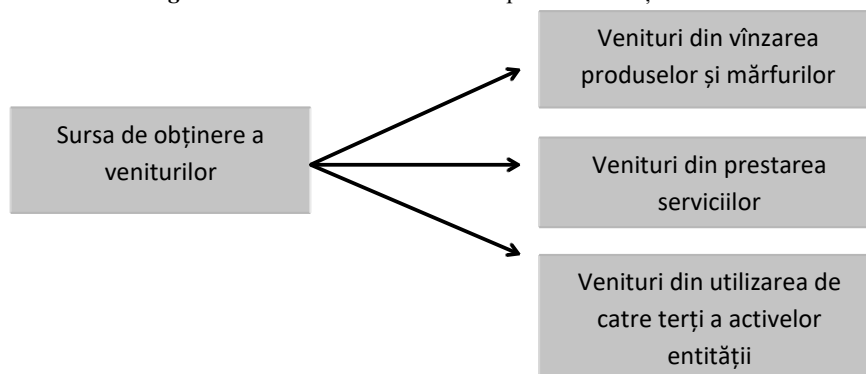 Sursa de obținere a
veniturilor
Venituri din vînzarea
produselor și mărfurilor
Venituri din prestarea
serviciilor
Venituri din utilizarea de
catre terți a activelor
entității